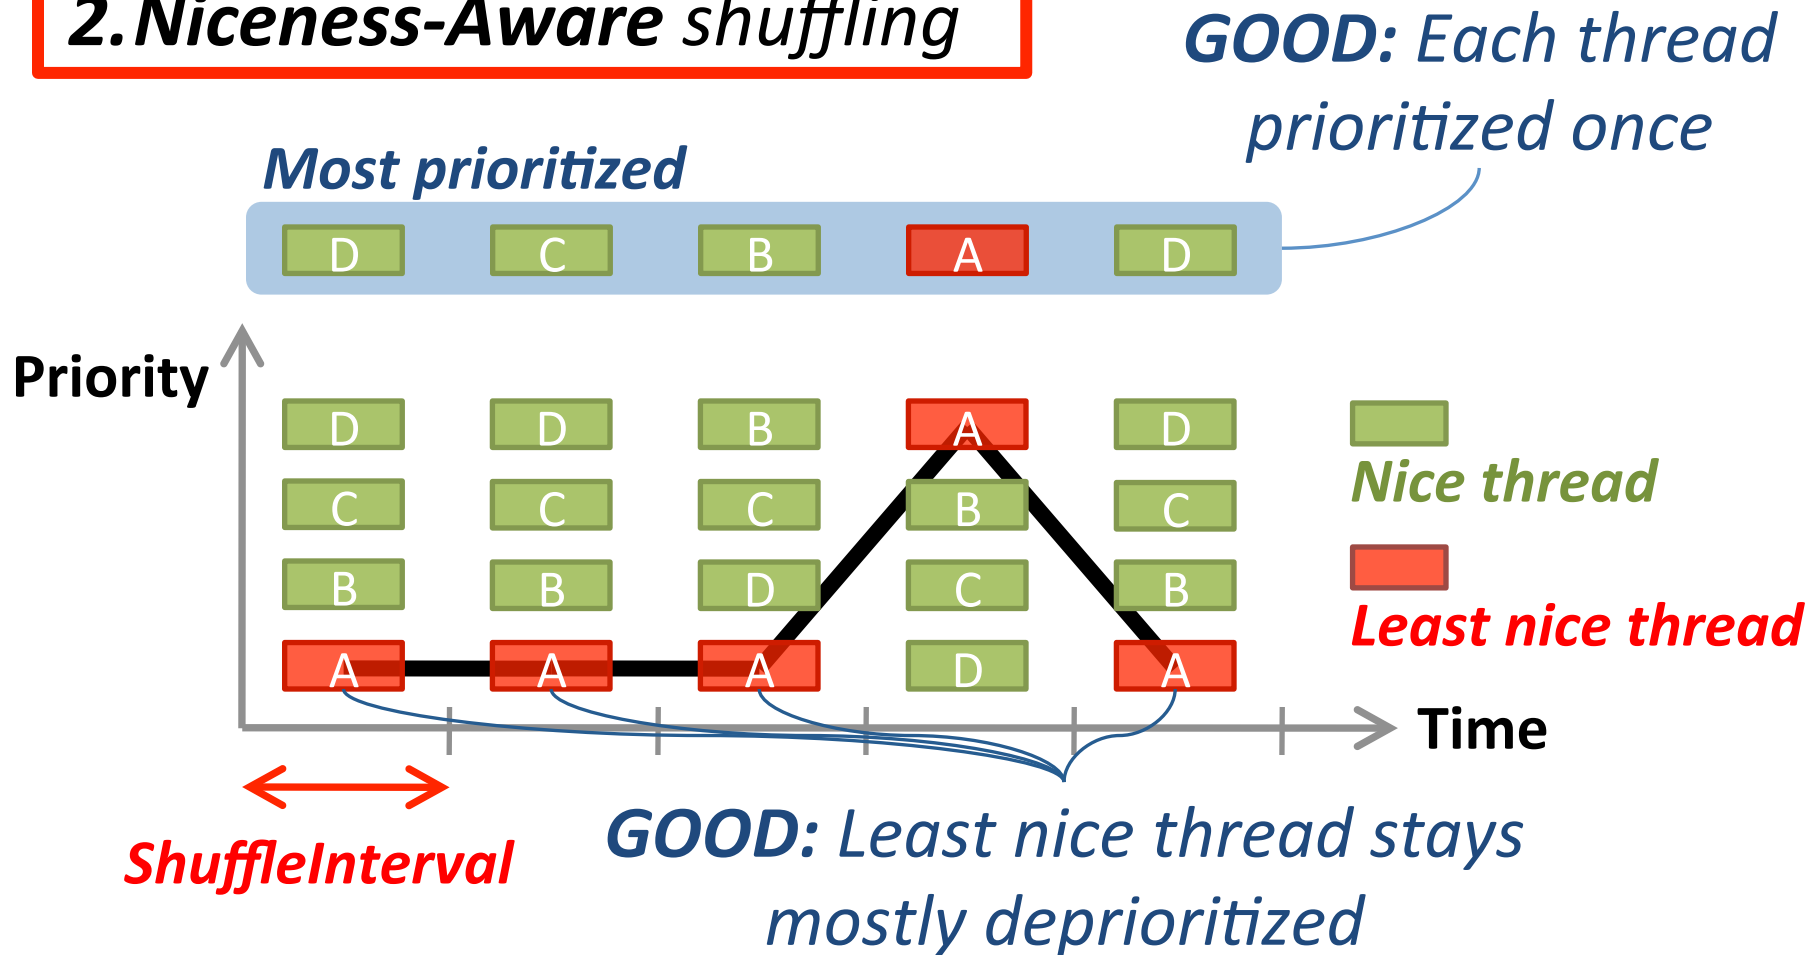 2. Niceness-Aware shuffling
GOOD: Each thread
prioritized once
Most prioritized
D C B A D
Priority
D D B A D
C C C B C
B B D C B
A A A D A
Nice thread
Least nice thread
Time
ShuffleInterval
GOOD: Least nice thread stays
mostly deprioritized